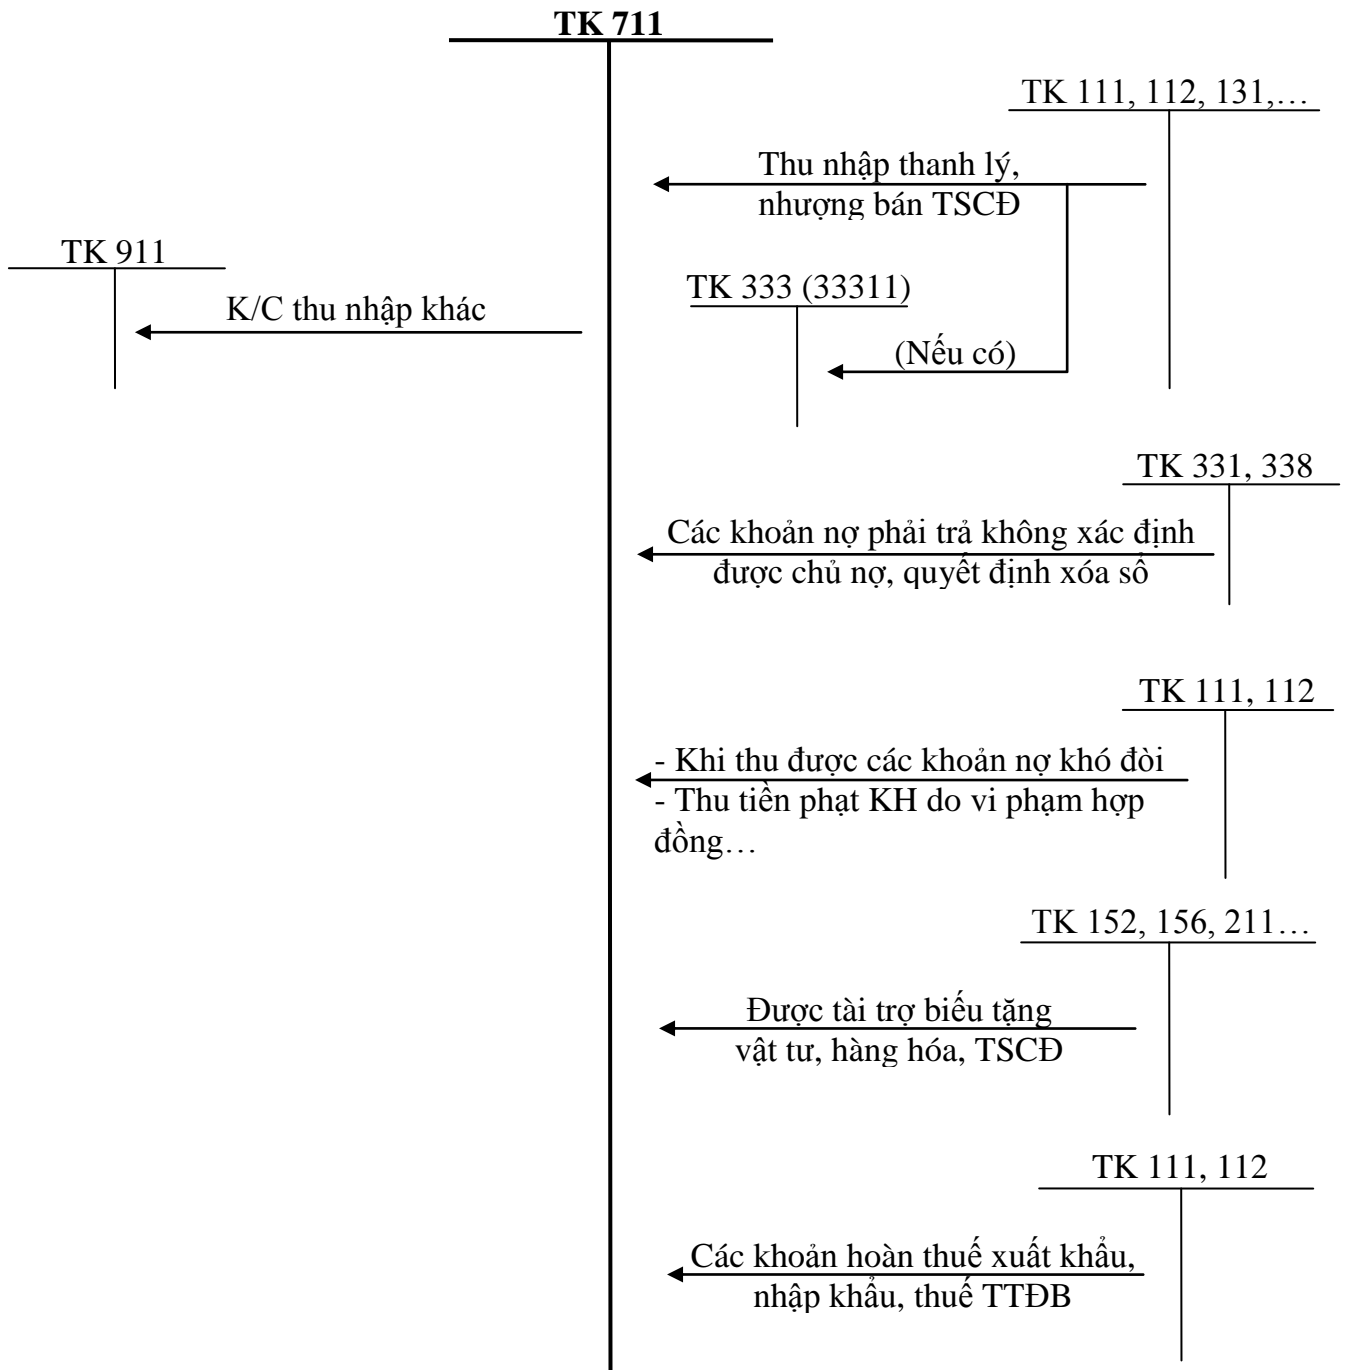 TK 711
TK 111, 112, 131,…
Thu nhập thanh lý,
nhượng bán TSCĐ
TK 911
TK 333 (33311)
K/C thu nhập khác
(Nếu có)
TK 331, 338
Các khoản nợ phải trả không xác định
được chủ nợ, quyết định xóa sổ
TK 111, 112
- Khi thu được các khoản nợ khó đòi
- Thu tiền phạt KH do vi phạm hợp
đồng…
TK 152, 156, 211…
Được tài trợ biếu tặng
vật tư, hàng hóa, TSCĐ
TK 111, 112
Các khoản hoàn thuế xuất khẩu,
nhập khẩu, thuế TTĐB